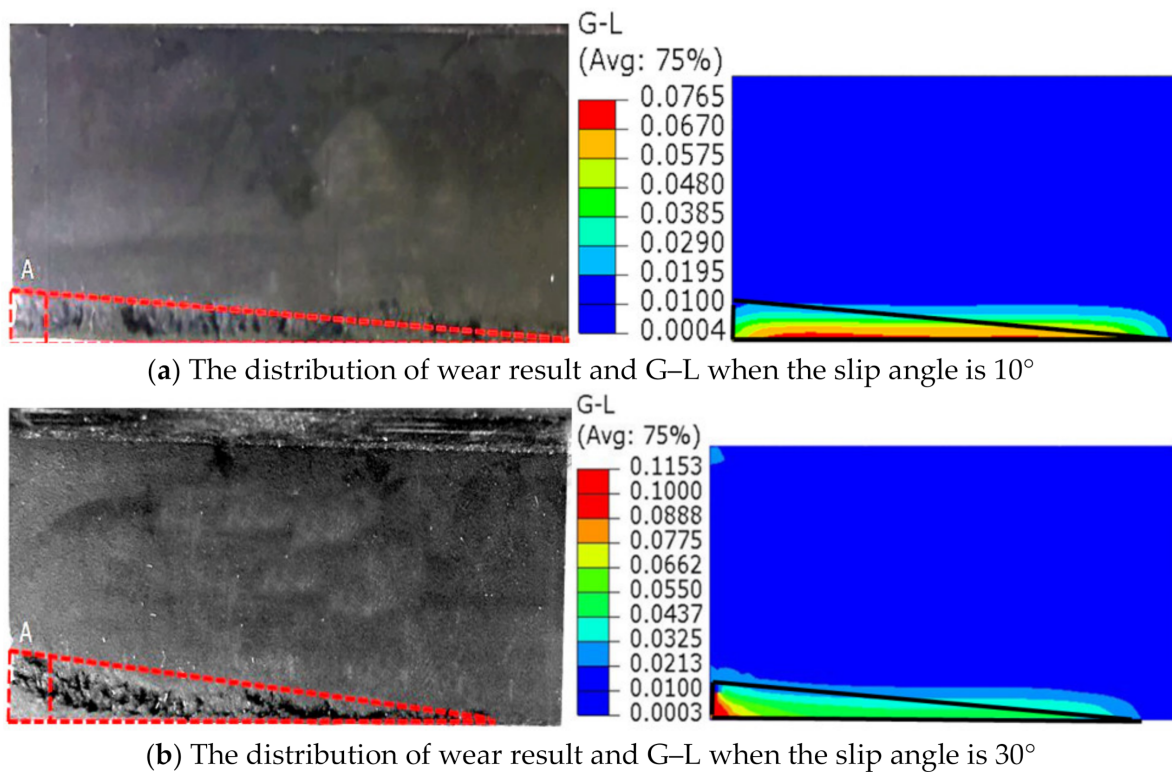 G-L
(Avg: 75%)
0.0765
0.0670
0.0575
0.0480
0.0385
0.0290
0.0195
0.0100
0.0004
A
(a) The distribution of wear result and G–L when the slip angle is 10°
G-L
(Avg: 75%)
0.1153
0.1000
0.0888
0.0775
0.0662
0.0550
0.0437
0.0325
0.0213
0.0100
0.0003
A
(b) The distribution of wear result and G–L when the slip angle is 30°